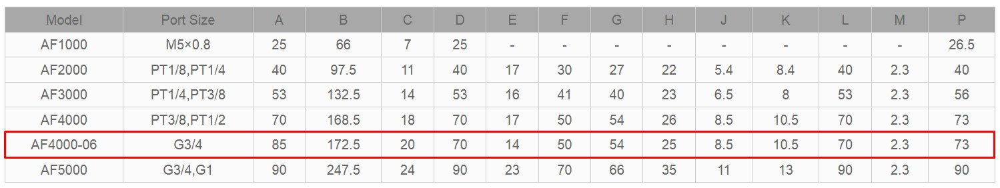 Model Port Size A B C D E F G H J K L M P
AF1000 M5×0.8 25 66 7 25 - - - - - - - - 26.5
AF2000 PT1/8,PT1/4 40 97.5 11 40 17 30 27 22 5.4 8.4 40 2.3 40
AF3000 PT1/4,PT3/8 53 132.5 14 53 16 41 40 23 6.5 8 53 2.3 56
AF4000 PT3/8,PT1/2 70 168.5 18 70 17 50 54 26 8.5 10.5 70 2.3 73
AF4000-06 G3/4 85 172.5 20 70 14 50 54 25 8.5 10.5 70 2.3 73
AF5000 G3/4,G1 90 247.5 24 90 23 70 66 35 11 13 90 2.3 90